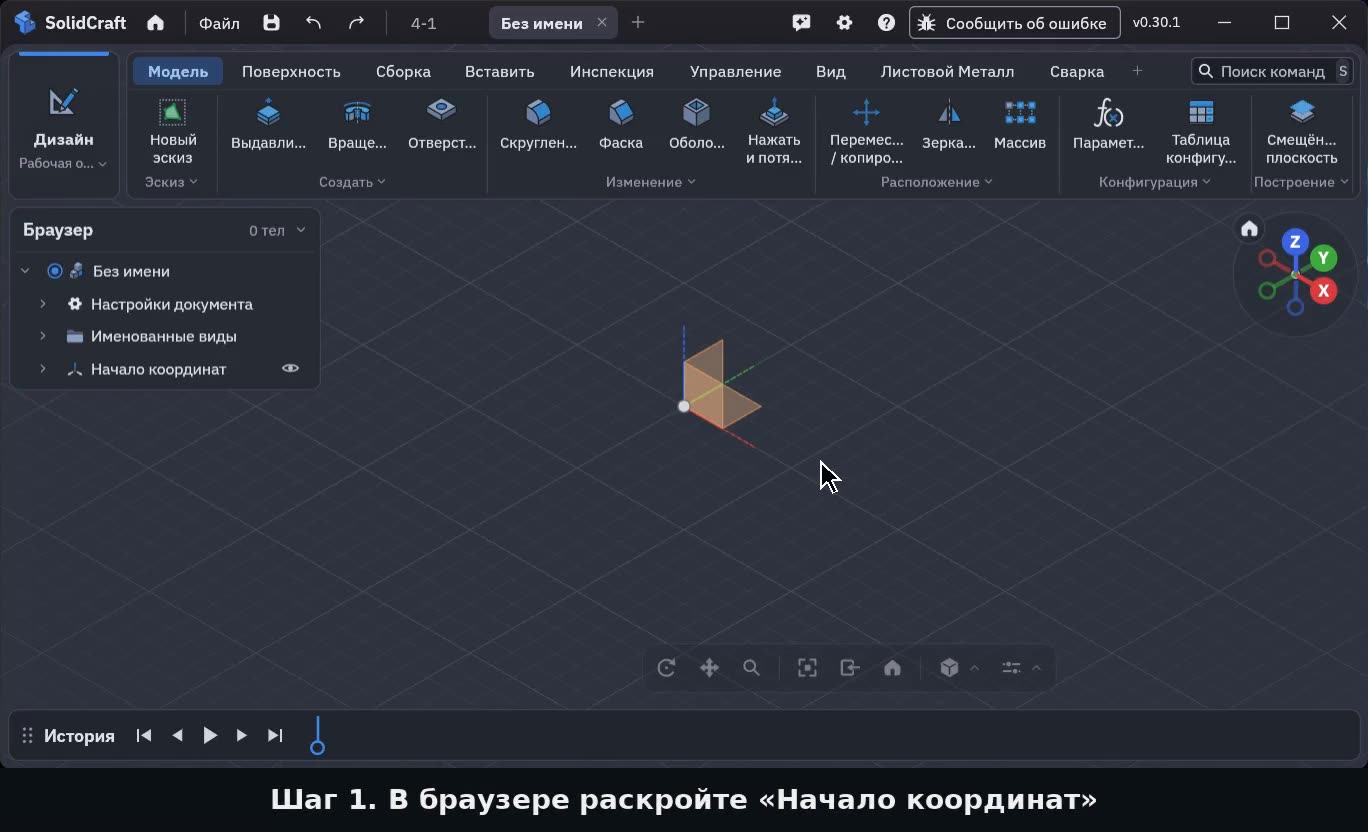 SolidCraft Файл 4-1 Без имени Сообщить об ошибке v0.30.1
Модель Поверхность Сборка Вставить Инспекция Управление Вид Листовой Металл Сварка Поиск команд S
Дизайн
Рабочая о...
Новый эскиз
Выдавли...
Враще...
Отверст...
Скруглен...
Фаска
Оболо...
Нажать и потя...
Перемес... / копиро...
Зерка...
Массив
Парамет...
Таблица конфигу...
Смещён... плоскость
Эскиз Создать Изменение Расположение Конфигурация Построение
Браузер 0 тел
Без имени
Настройки документа
Именованные виды
Начало координат
Z
Y
X
История
Шаг 1. В браузере раскройте «Начало координат»